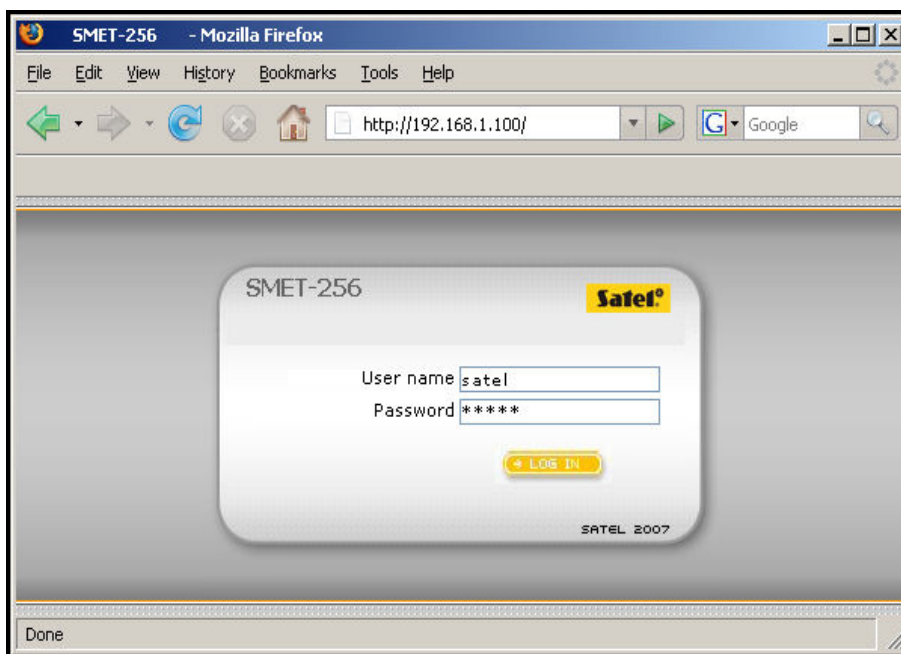 SMET-256 - Mozilla Firefox
File Edit View History Bookmarks Tools Help
http://192.168.1.100/ G Google
SMET-256 Satel®
User name satel
Password *****
LOG IN
SATEL 2007
Done